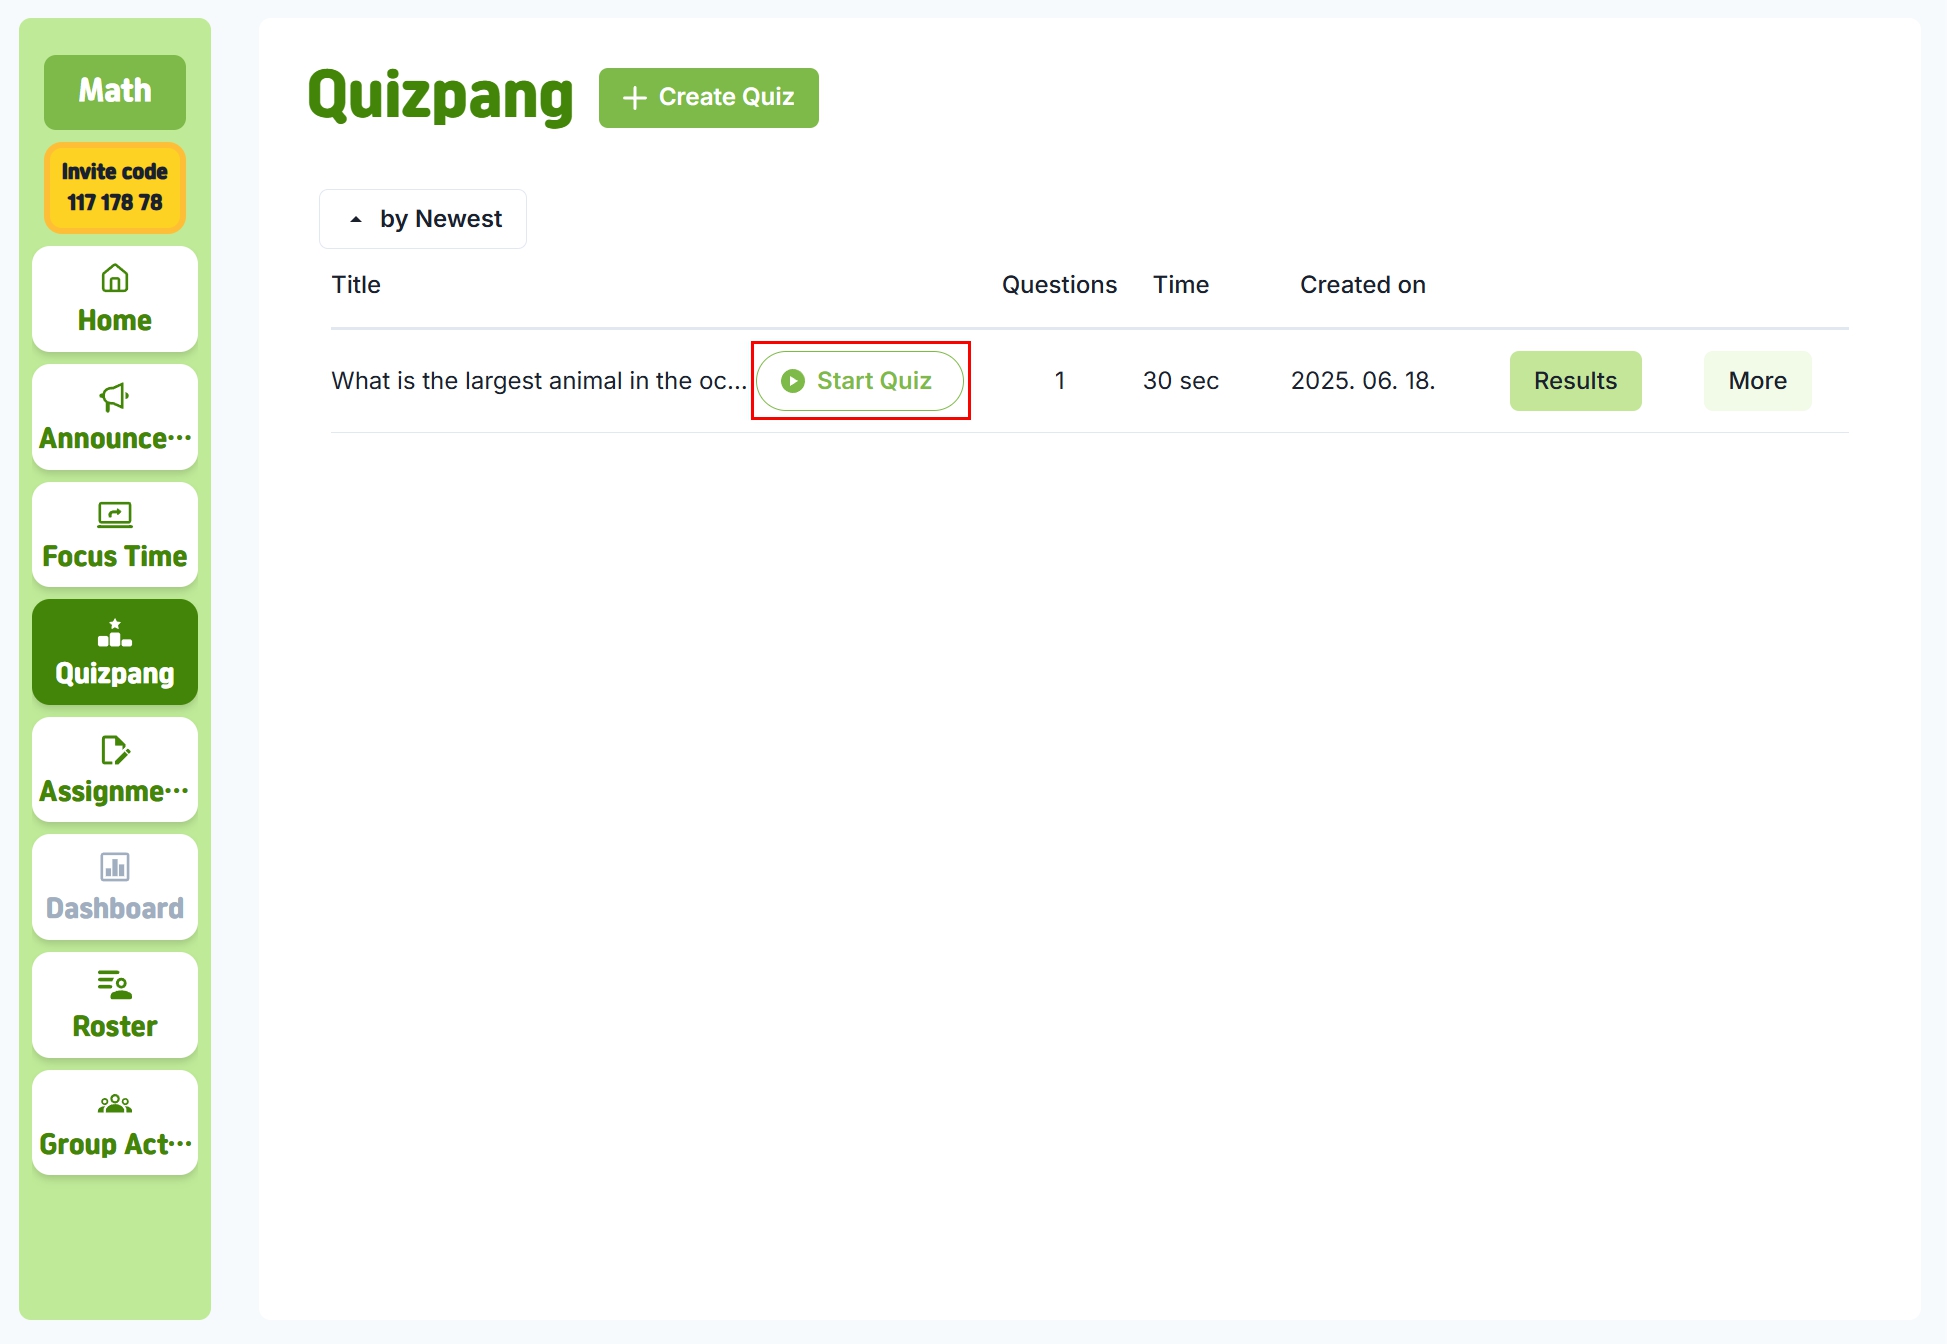 Math
Invite code
117 178 78
Home
Announce···
Focus Time
Quizpang
Assignme···
Dashboard
Roster
Group Act···
Quizpang
+ Create Quiz
by Newest
Title Questions Time Created on
What is the largest animal in the oc... Start Quiz 1 30 sec 2025. 06. 18. Results More